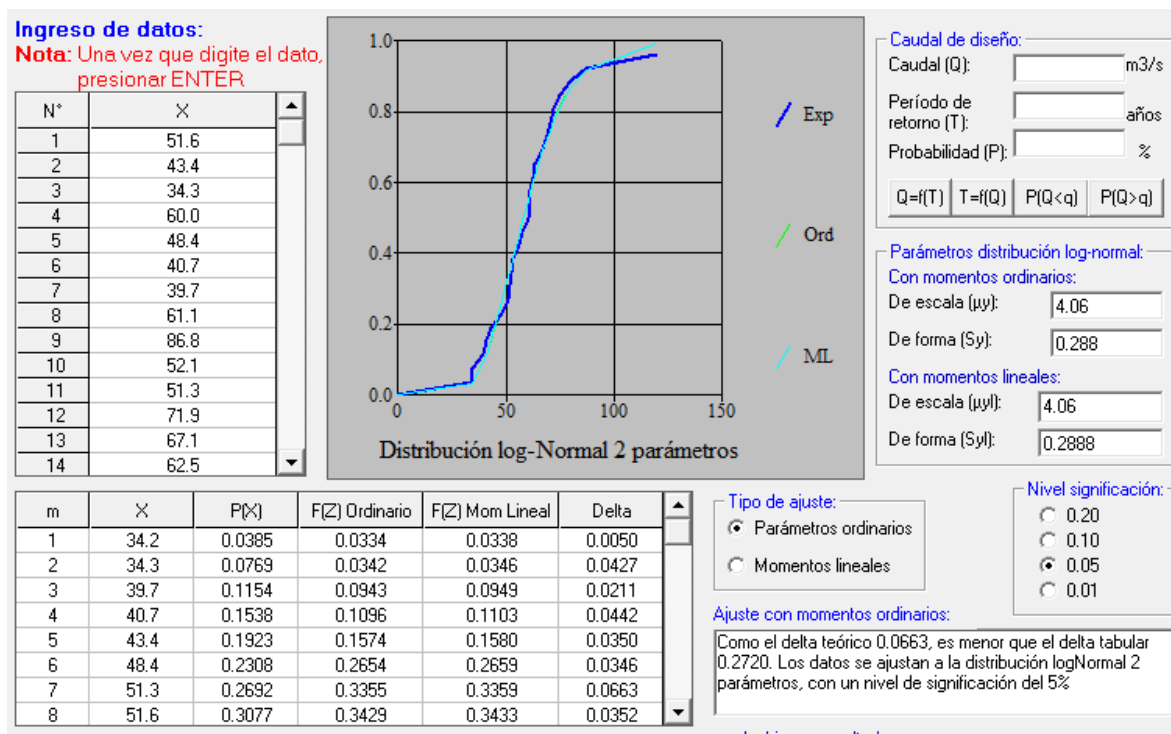 Ingreso de datos:
Nota: Una vez que digite el dato,
presionar ENTER
N° X
1 51.6
2 43.4
3 34.3
4 60.0
5 48.4
6 40.7
7 39.7
8 61.1
9 86.8
10 52.1
11 51.3
12 71.9
13 67.1
14 62.5
1.0
0.8
0.6
0.4
0.2
0.0
0 50 100 150
Distribución log-Normal 2 parámetros
Exp
Ord
ML
Caudal de diseño:
Caudal (Q): m3/s
Período de
retorno (T): años
Probabilidad (P): %
Q=f(T) T=f(Q) P(Q<q) P(Q>q)
Parámetros distribución log-normal:
Con momentos ordinarios:
De escala (µy): 4.06
De forma (Sy): 0.288
Con momentos lineales:
De escala (µyl): 4.06
De forma (Syl): 0.2888
m X P(X) F(Z) Ordinario F(Z) Mom Lineal Delta
1 34.2 0.0385 0.0334 0.0338 0.0050
2 34.3 0.0769 0.0342 0.0346 0.0427
3 39.7 0.1154 0.0943 0.0949 0.0211
4 40.7 0.1538 0.1096 0.1103 0.0442
5 43.4 0.1923 0.1574 0.1580 0.0350
6 48.4 0.2308 0.2654 0.2659 0.0346
7 51.3 0.2692 0.3355 0.3359 0.0663
8 51.6 0.3077 0.3429 0.3433 0.0352
Tipo de ajuste:
Parámetros ordinarios
Momentos lineales
Nivel significación:
0.20
0.10
0.05
0.01
Ajuste con momentos ordinarios:
Como el delta teórico 0.0663, es menor que el delta tabular
0.2720. Los datos se ajustan a la distribución logNormal 2
parámetros, con un nivel de significación del 5%